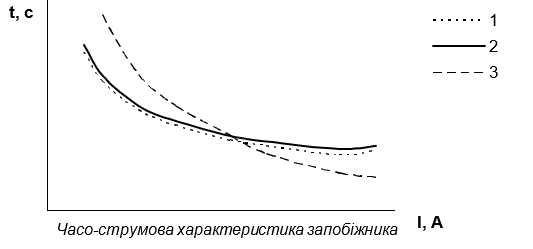 t, c
1
2
3
I, A
Часо-струмова характеристика запобіжника